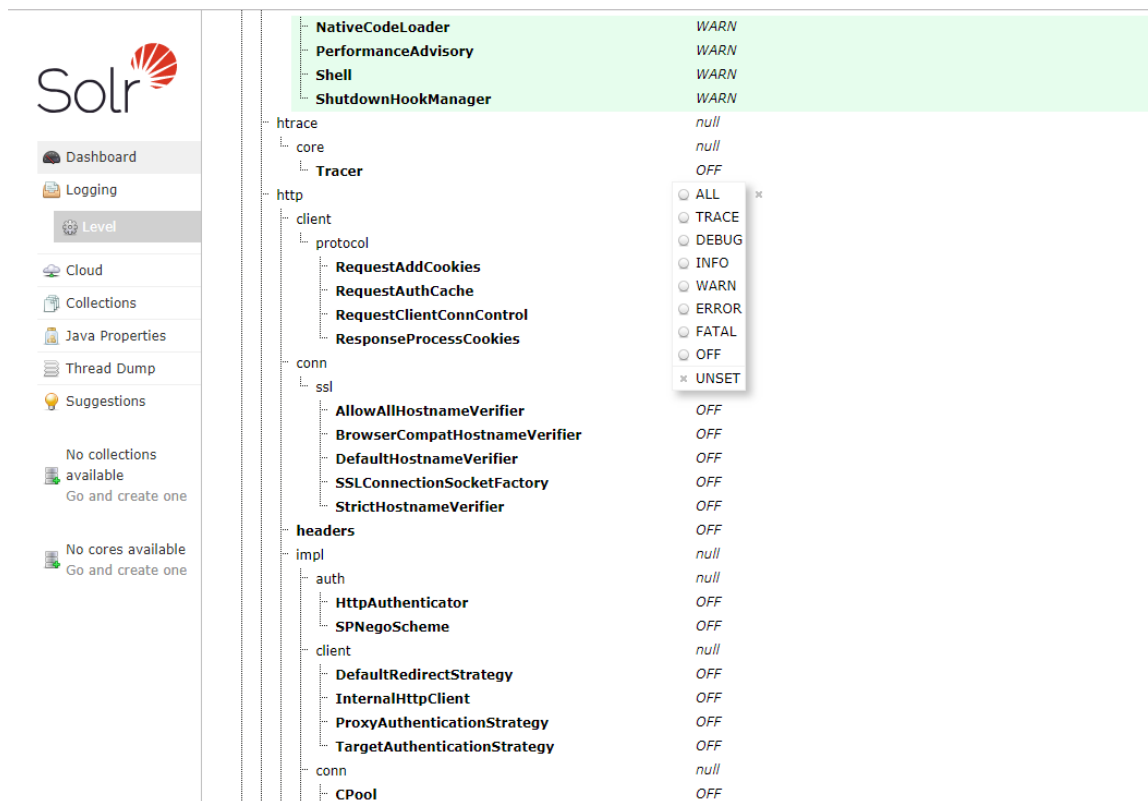 Solr
Dashboard
Logging
Level
Cloud
Collections
Java Properties
Thread Dump
Suggestions
No collections
available
Go and create one
No cores available
Go and create one
NativeCodeLoader WARN
PerformanceAdvisory WARN
Shell WARN
ShutdownHookManager WARN
htrace null
core null
Tracer OFF
http
client
protocol
RequestAddCookies
RequestAuthCache
RequestClientConnControl
ResponseProcessCookies
conn
ssl
ALL
TRACE
DEBUG
INFO
WARN
ERROR
FATAL
OFF
UNSET
AllowAllHostnameVerifier OFF
BrowserCompatHostnameVerifier OFF
DefaultHostnameVerifier OFF
SSLConnectionSocketFactory OFF
StrictHostnameVerifier OFF
headers OFF
impl null
auth null
HttpAuthenticator OFF
SPNegoScheme OFF
client null
DefaultRedirectStrategy OFF
InternalHttpClient OFF
ProxyAuthenticationStrategy OFF
TargetAuthenticationStrategy OFF
conn null
CPool OFF